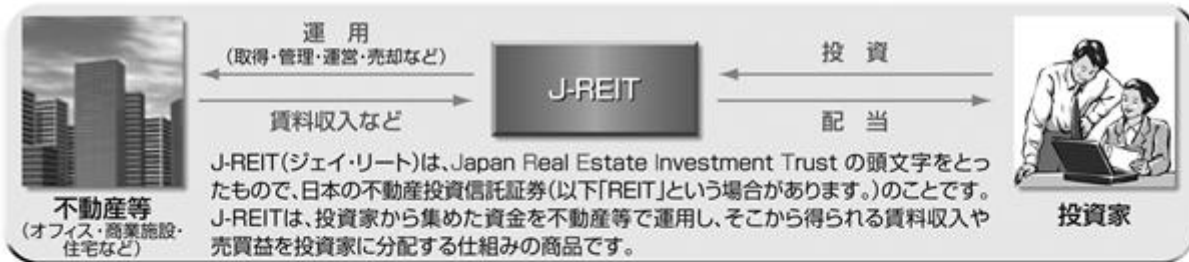 運 用
(取得・管理・運営・売却など)
賃料収入など
J-REIT
投 資
配 当
J-REIT(ジェイ・リート)は、Japan Real Estate Investment Trust の頭文字をとっ
たもので、日本の不動産投資信託証券(以下「REIT」という場合があります。)のことです。
J-REITは、投資家から集めた資金を不動産等で運用し、そこから得られる賃料収入や
売買益を投資家に分配する仕組みの商品です。
不動産等
(オフィス・商業施設・
住宅など)
投資家